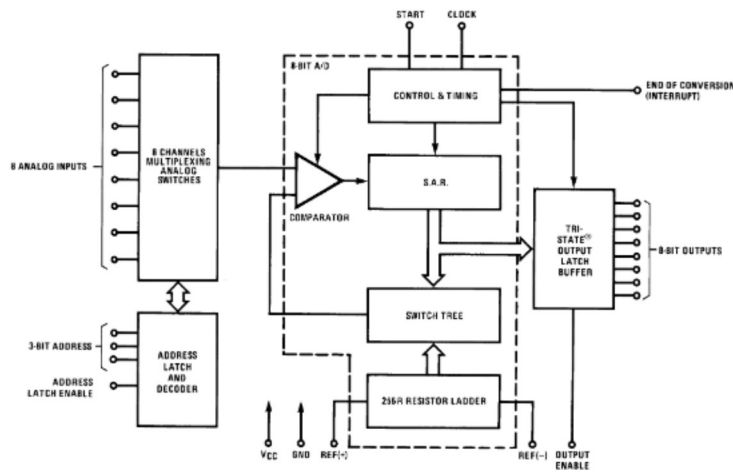 START
CLOCK
8-BIT A/D
END OF CONVERSION
(INTERRUPT)
CONTROL & TIMING
8 ANALOG INPUTS
8 CHANNELS
MULTIPLEXING
ANALOG
SWITCHES
S.A.R.
COMPARATOR
TRI-
STATE®
OUTPUT
LATCH
BUFFER
8-BIT OUTPUTS
SWITCH TREE
3-BIT ADDRESS
ADDRESS
LATCH
AND
DECODER
ADDRESS
LATCH ENABLE
256R RESISTOR LADDER
VCC
GND
REF(+)
REF(−)
OUTPUT
ENABLE